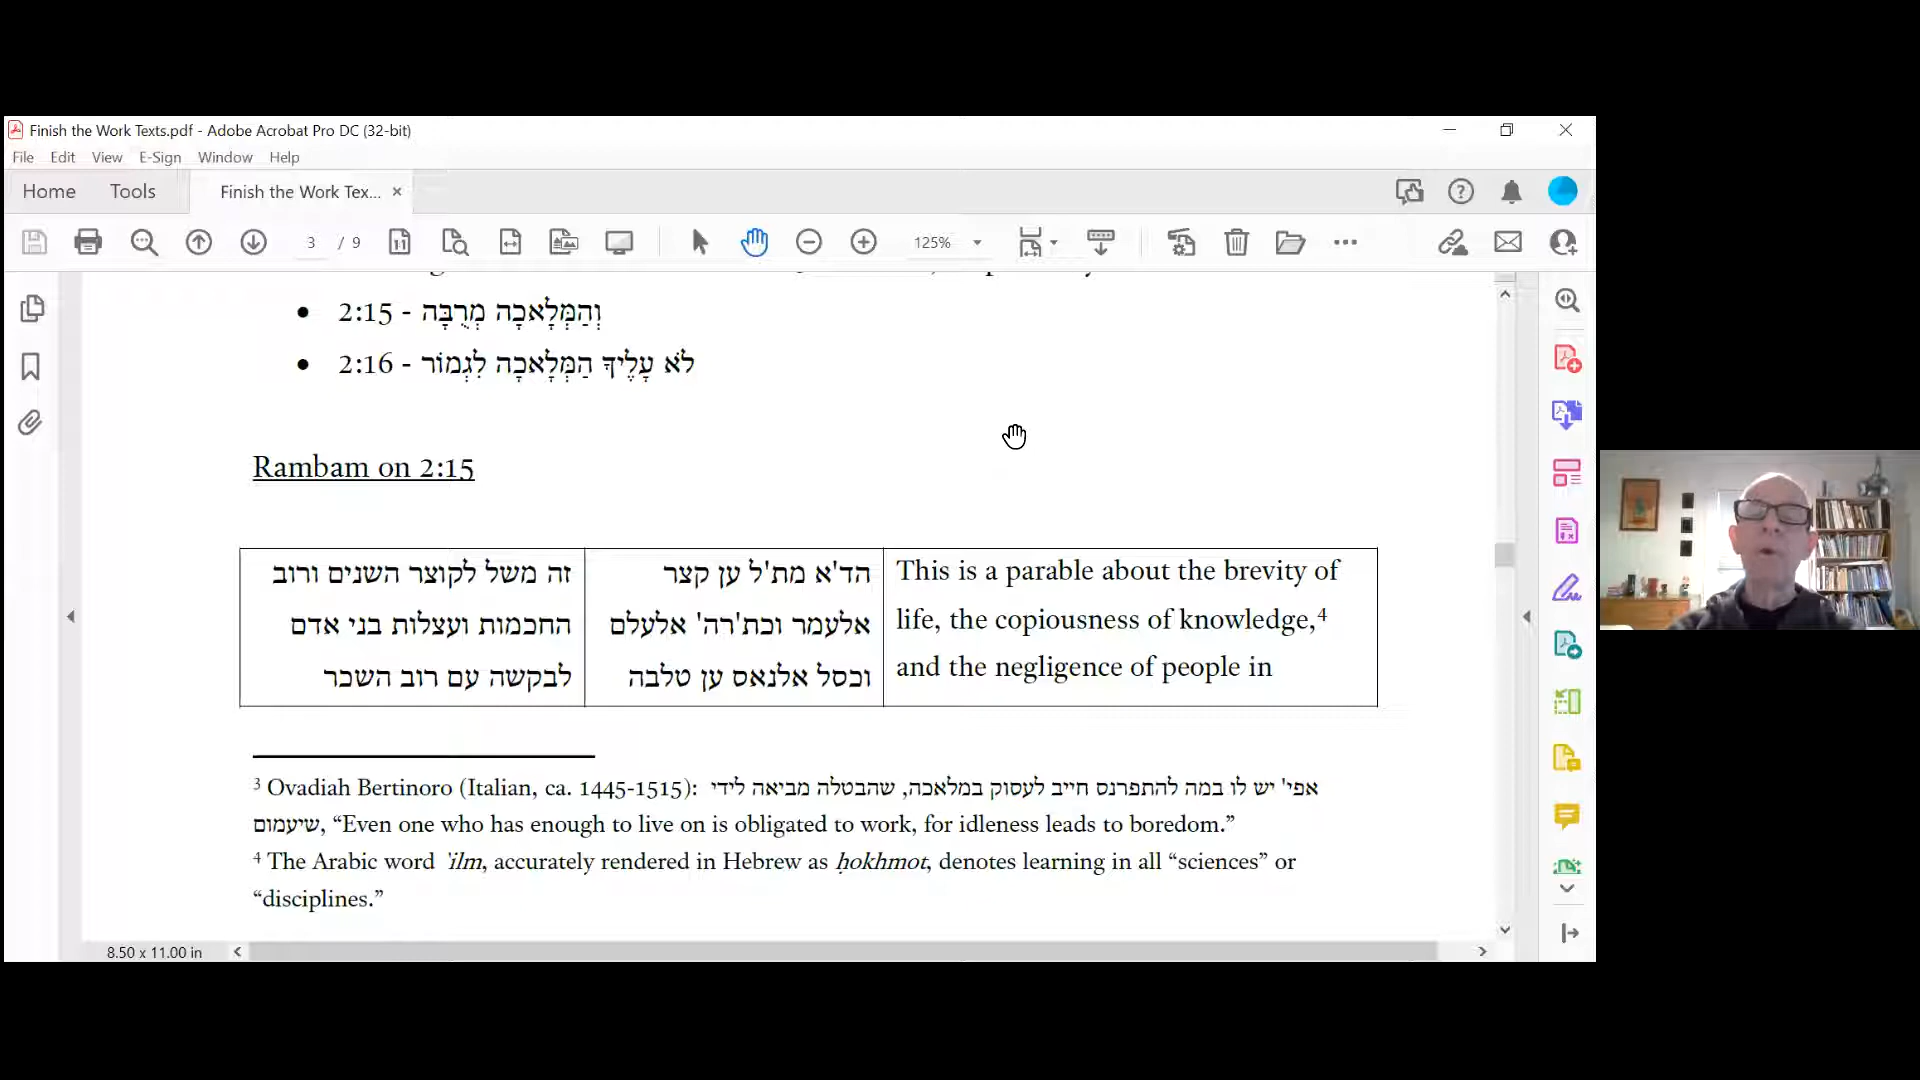 Finish the Work Texts.pdf - Adobe Acrobat Pro DC (32-bit)
File Edit View E-Sign Window Help
Home Tools Finish the Work Tex... ×
3 / 9 125%
• 2:15 - וְהַמְּלָאכָה מְרֻבָּה
• 2:16 - לֹא עָלֶיךָ הַמְּלָאכָה לִגְמוֹר
Rambam on 2:15
זה משל לקוצר השנים ורוב
החכמות ועצלות בני אדם
לבקשה עם רוב השכר
הד'א מת'ל ען קצר
אלעמר וכת'רה' אלעלם
וכסל אלנאס ען טלבה
This is a parable about the brevity of
life, the copiousness of knowledge,⁴
and the negligence of people in
³ Ovadiah Bertinoro (Italian, ca. 1445-1515): אפי' יש לו במה להתפרנס חייב לעסוק במלאכה, שהבטלה מביאה לידי
שיעמום, “Even one who has enough to live on is obligated to work, for idleness leads to boredom.”
⁴ The Arabic word ʿilm, accurately rendered in Hebrew as ḥokhmot, denotes learning in all “sciences” or
“disciplines.”
8.50 x 11.00 in